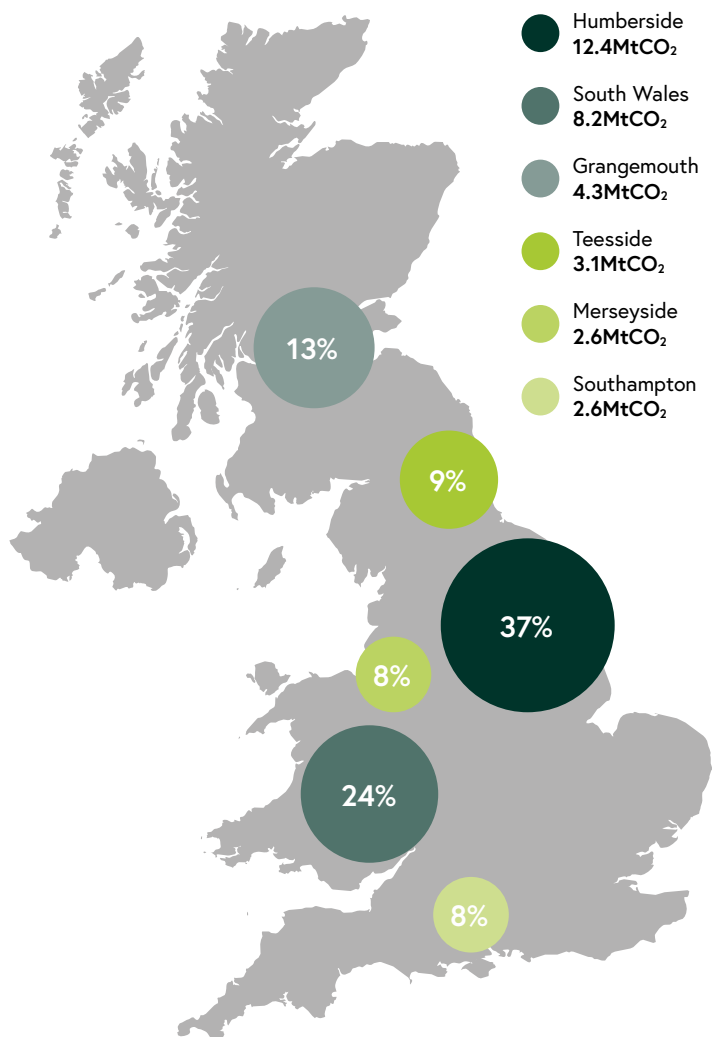 Humberside
12.4MtCO₂
South Wales
8.2MtCO₂
Grangemouth
4.3MtCO₂
Teesside
3.1MtCO₂
Merseyside
2.6MtCO₂
Southampton
2.6MtCO₂
13%
9%
37%
8%
24%
8%